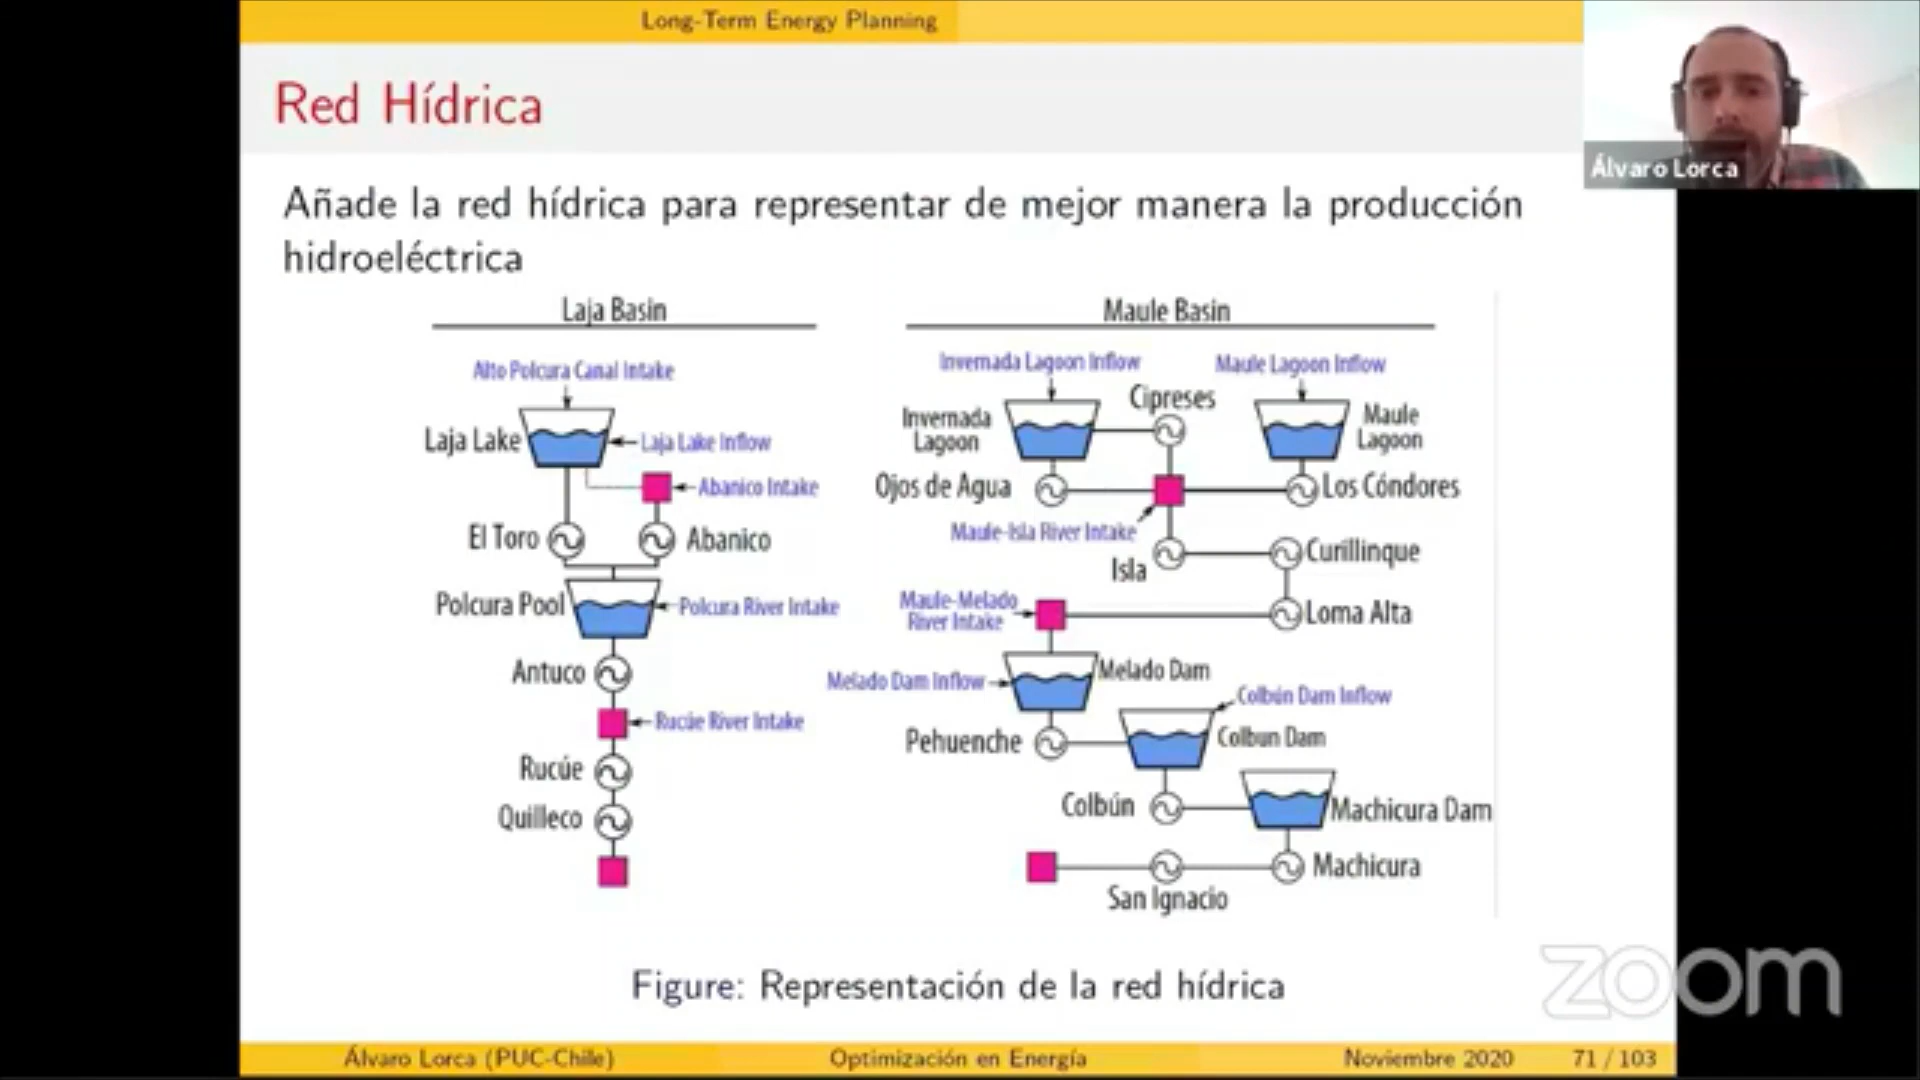 Long-Term Energy Planning
Red Hídrica
Álvaro Lorca
Añade la red hídrica para representar de mejor manera la producción
hidroeléctrica
Laja Basin
Alto Polcura Canal Intake
Laja Lake
Laja Lake Inflow
Abanico Intake
El Toro
Abanico
Polcura Pool
Polcura River Intake
Antuco
Rucúe River Intake
Rucúe
Quilleco
Maule Basin
Invernada Lagoon Inflow
Maule Lagoon Inflow
Cipreses
Invernada
Lagoon
Maule
Lagoon
Ojos de Agua
Los Cóndores
Maule-Isla River Intake
Isla
Curillinque
Maule-Melado
River Intake
Loma Alta
Melado Dam Inflow
Melado Dam
Colbún Dam Inflow
Pehuenche
Colbun Dam
Colbún
Machicura Dam
Machicura
San Ignacio
Figure: Representación de la red hídrica
zoom
Álvaro Lorca (PUC-Chile)
Optimización en Energía
Noviembre 2020
71 / 103